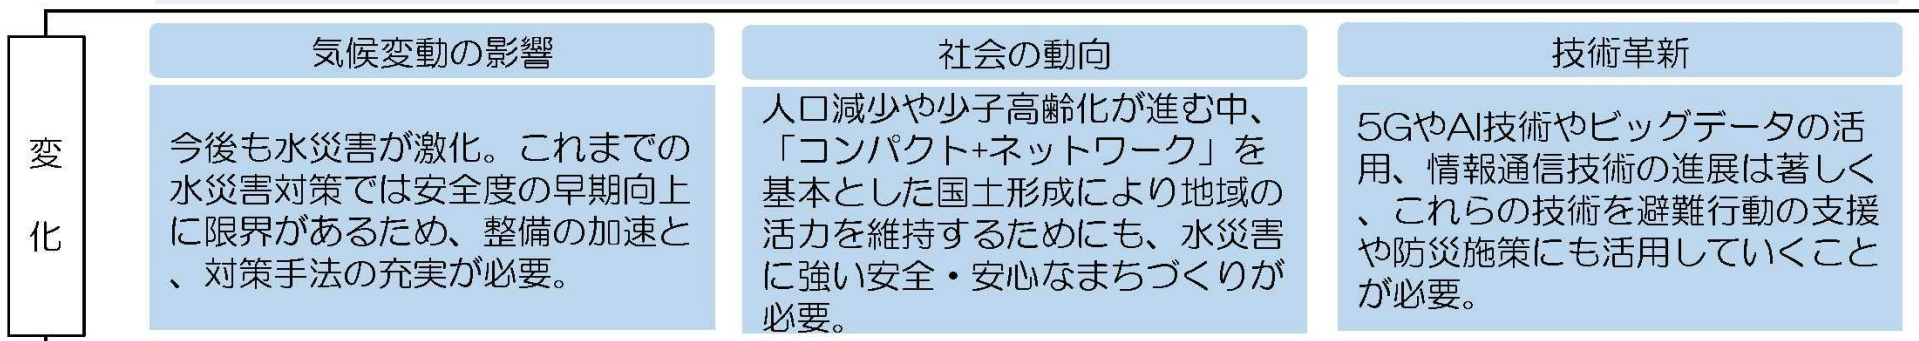 変
化
気候変動の影響
今後も水災害が激化。これまでの
水災害対策では安全度の早期向上
に限界があるため、整備の加速と
、対策手法の充実が必要。
社会の動向
人口減少や少子高齢化が進む中、
「コンパクト+ネットワーク」を
基本とした国土形成により地域の
活力を維持するためにも、水災害
に強い安全・安心なまちづくりが
必要。
技術革新
5GやAI技術やビッグデータの活
用、情報通信技術の進展は著しく
、これらの技術を避難行動の支援
や防災施策にも活用していくこと
が必要。